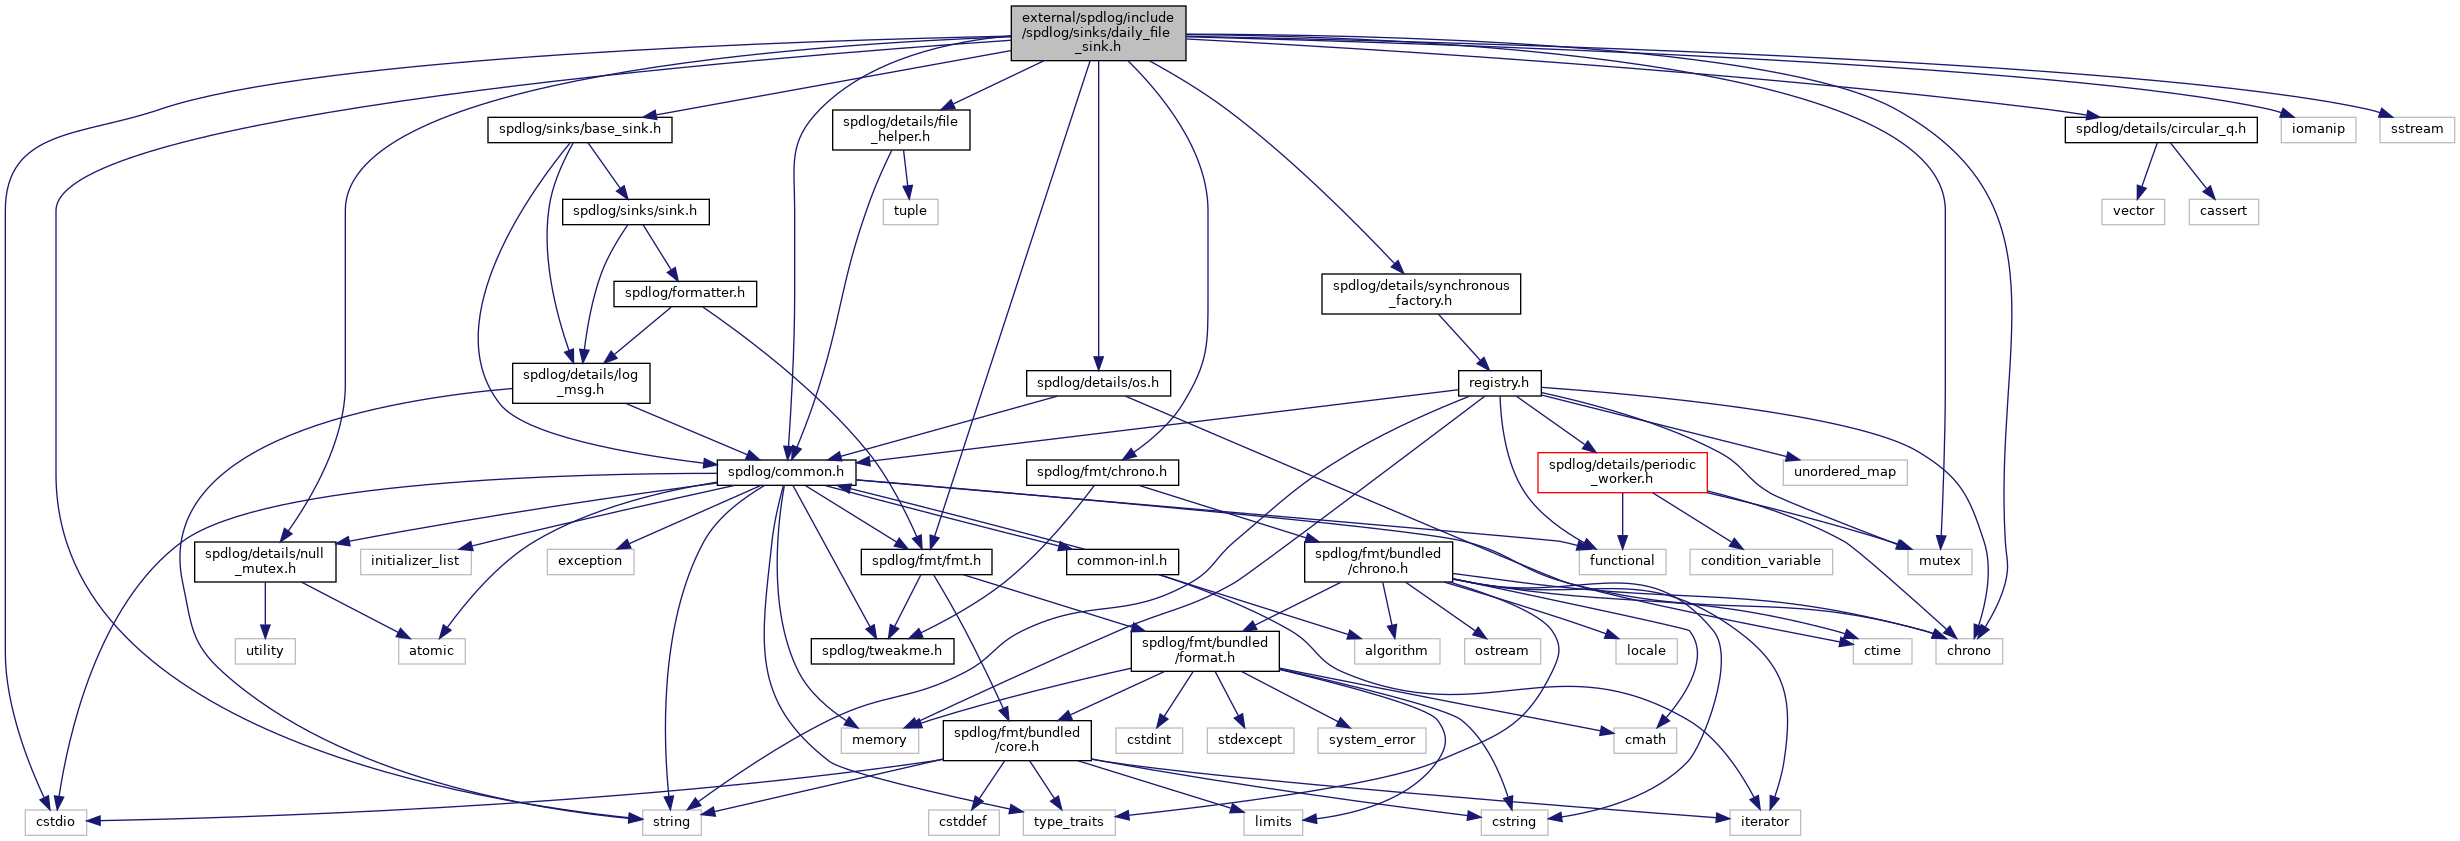 external/spdlog/include
/spdlog/sinks/daily_file
_sink.h
spdlog/sinks/base_sink.h
spdlog/details/file
_helper.h
spdlog/details/circular_q.h
iomanip
sstream
spdlog/sinks/sink.h
tuple
vector
cassert
spdlog/formatter.h
spdlog/details/synchronous
_factory.h
spdlog/details/log
_msg.h
spdlog/details/os.h
registry.h
spdlog/common.h
spdlog/fmt/chrono.h
spdlog/details/periodic
_worker.h
unordered_map
spdlog/details/null
_mutex.h
initializer_list
exception
spdlog/fmt/fmt.h
common-inl.h
spdlog/fmt/bundled
/chrono.h
functional
condition_variable
mutex
utility
atomic
spdlog/tweakme.h
spdlog/fmt/bundled
/format.h
algorithm
ostream
locale
ctime
chrono
memory
spdlog/fmt/bundled
/core.h
cstdint
stdexcept
system_error
cmath
cstdio
string
cstddef
type_traits
limits
cstring
iterator